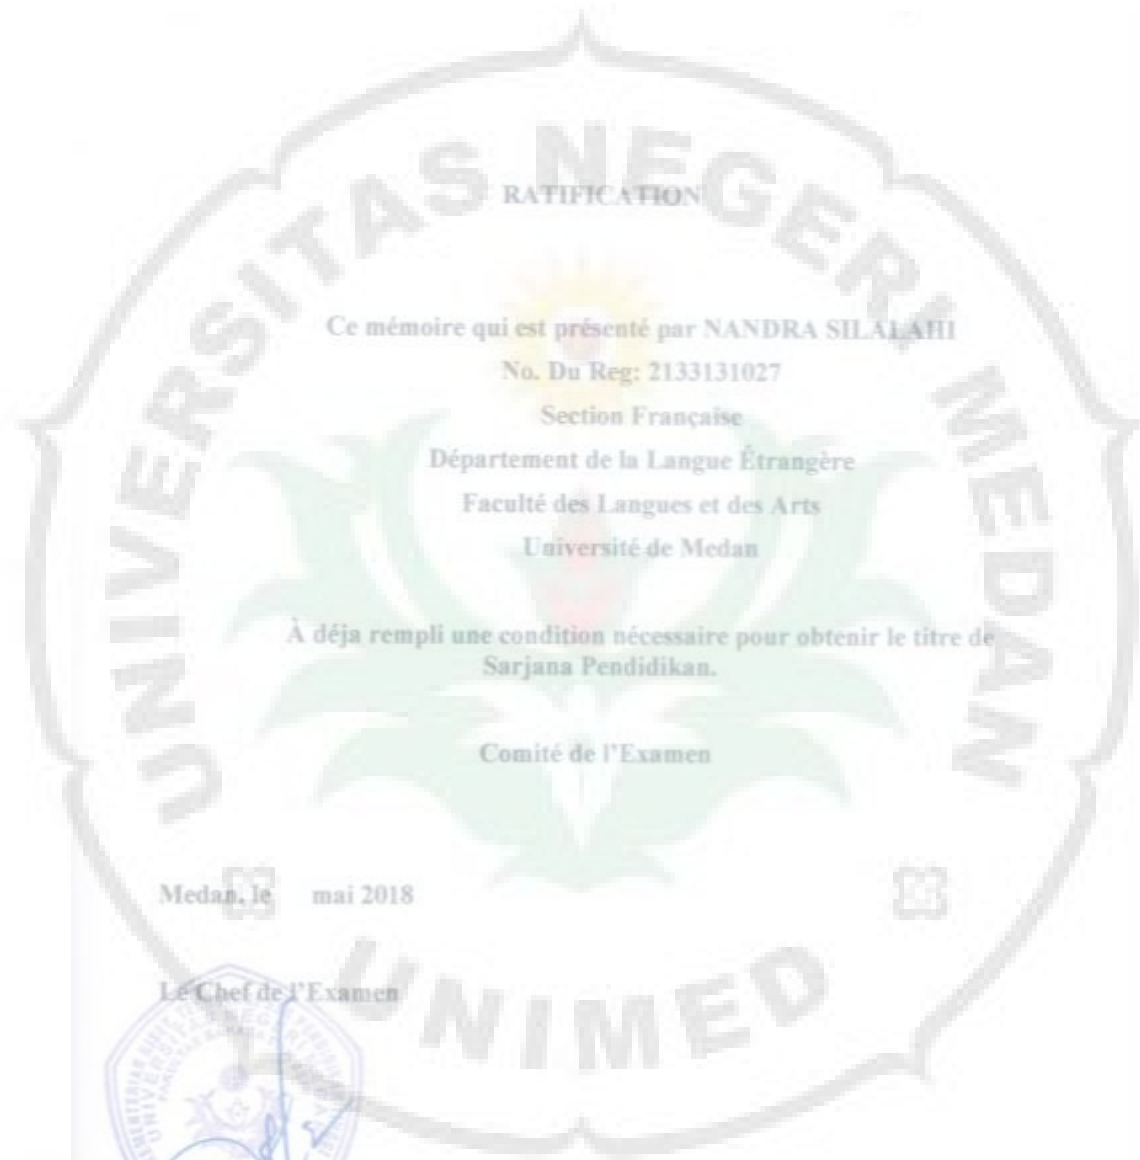 UNIVERSITAS NEGERI MEDAN
RATIFICATION
Ce mémoire qui est présenté par NANDRA SILALAHI
No. Du Reg: 2133131027
Section Française
Département de la Langue Étrangère
Faculté des Langues et des Arts
Université de Medan
À déja rempli une condition nécessaire pour obtenir le titre de
Sarjana Pendidikan.
Comité de l'Examen
Medan, le mai 2018
Le Chef de l'Examen
UNIMED